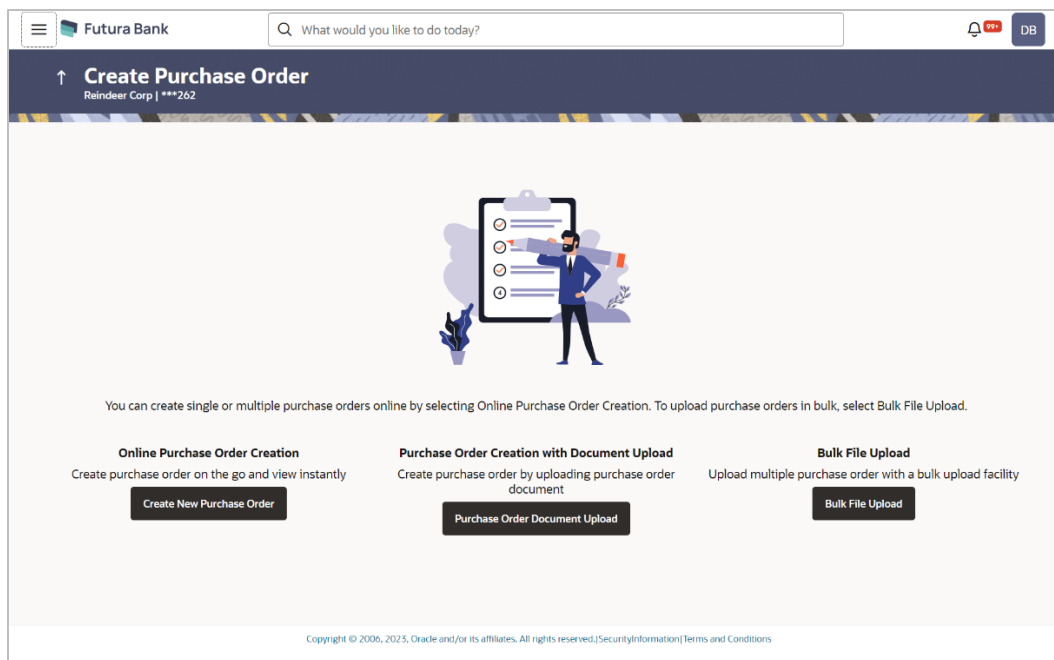 Futura Bank
What would you like to do today?
99+
DB
Create Purchase Order
Reindeer Corp | ***262
4
You can create single or multiple purchase orders online by selecting Online Purchase Order Creation. To upload purchase orders in bulk, select Bulk File Upload.
Online Purchase Order Creation
Create purchase order on the go and view instantly
Create New Purchase Order
Purchase Order Creation with Document Upload
Create purchase order by uploading purchase order
document
Purchase Order Document Upload
Bulk File Upload
Upload multiple purchase order with a bulk upload facility
Bulk File Upload
Copyright © 2006, 2023, Oracle and/or its affiliates. All rights reserved.|SecurityInformation|Terms and Conditions